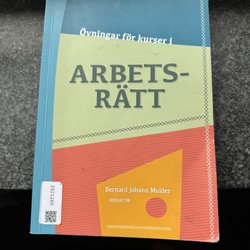 Övningar för kurser i
ARBETS-
RÄTT
Bernard Johann Mulder
REDAKTÖR